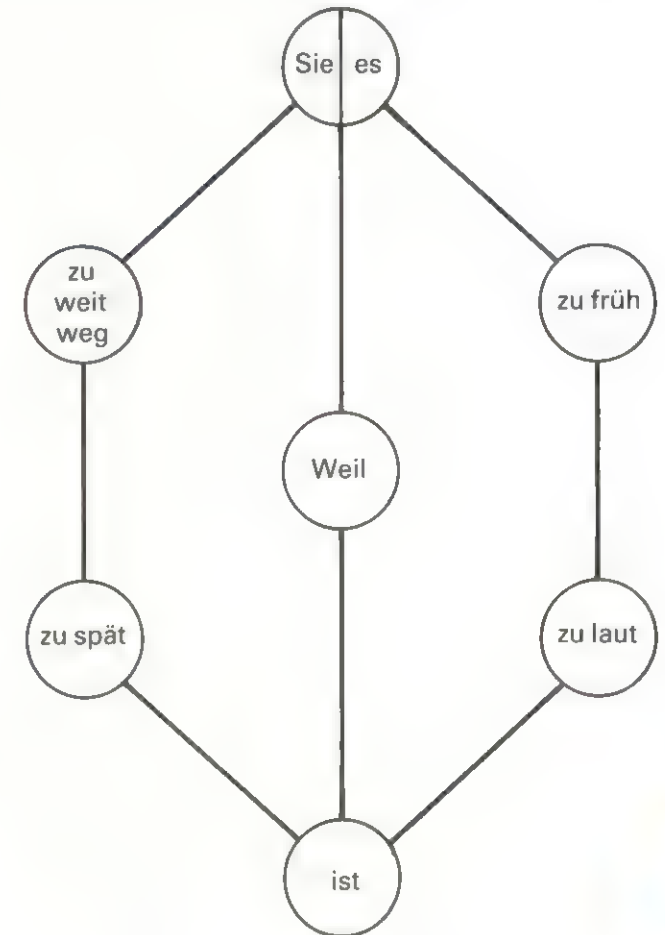 Sie es
zu
weit
weg
zu früh
Weil
zu spät
zu laut
ist